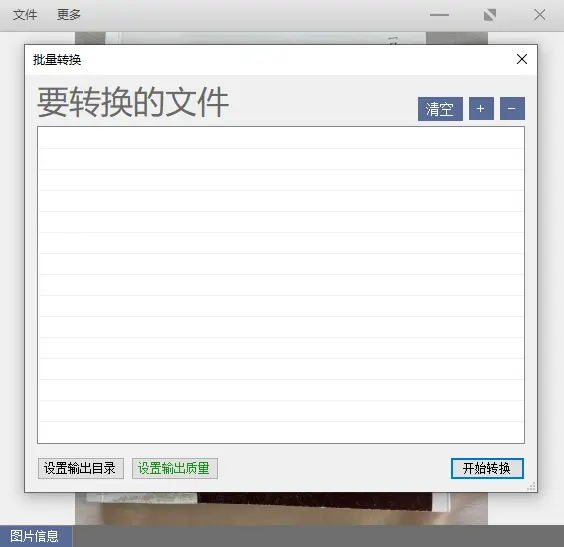 文件 更多
批量转换
要转换的文件
清空 + −
设置输出目录 设置输出质量 开始转换
图片信息